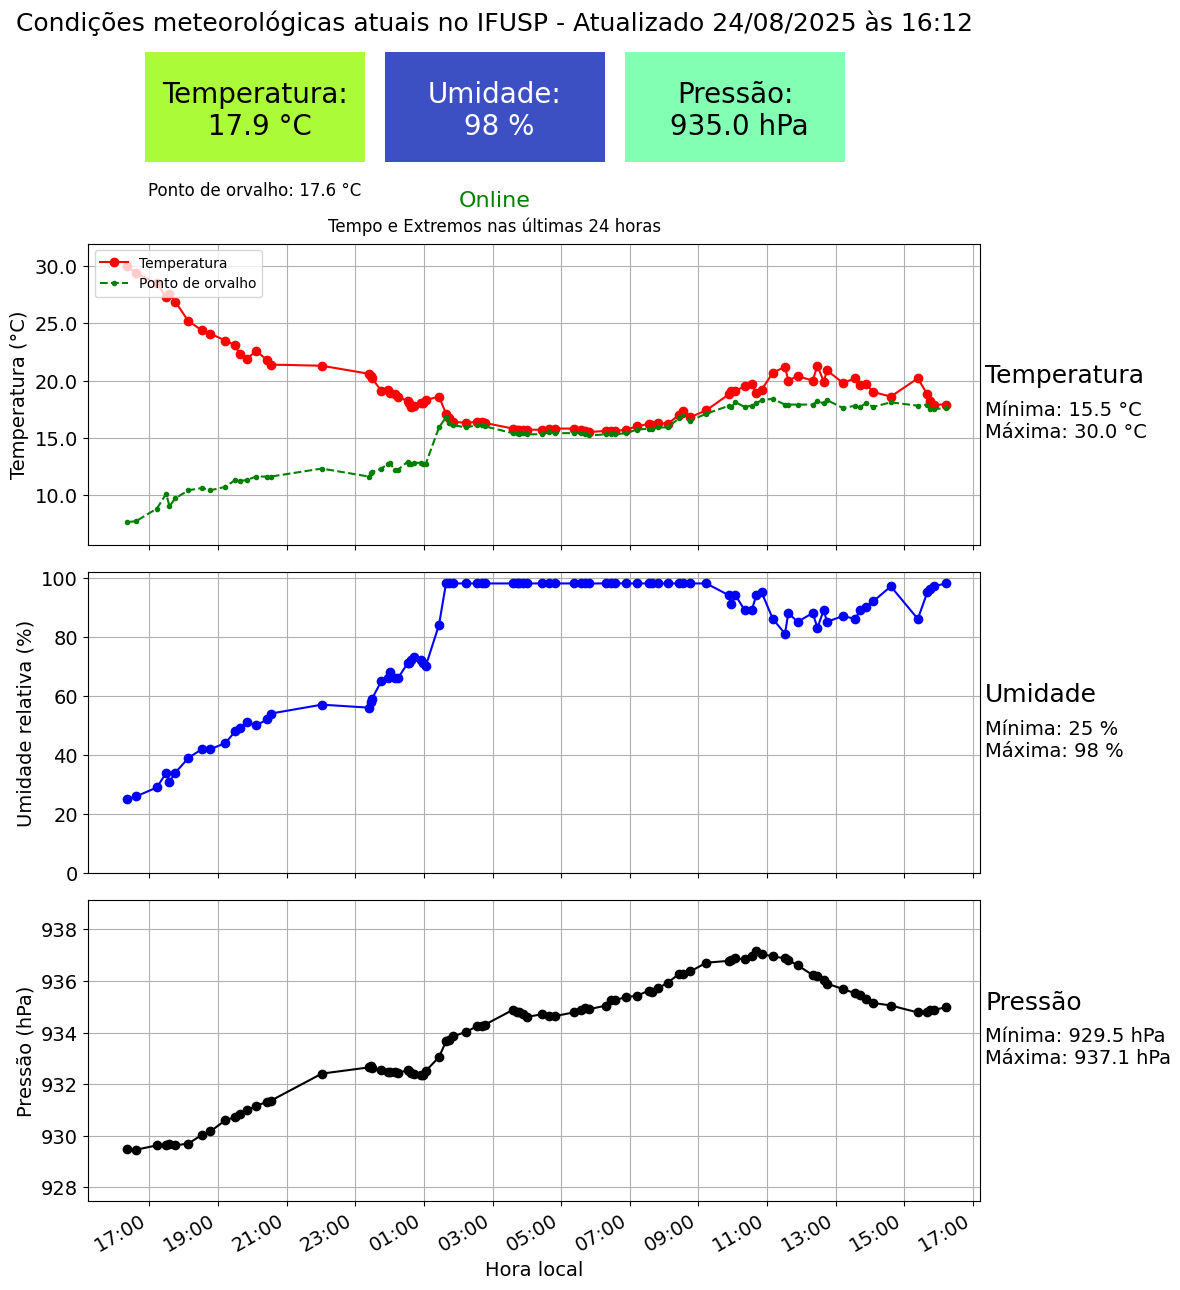 Condições meteorológicas atuais no IFUSP - Atualizado 24/08/2025 às 16:12
Temperatura:
17.9 °C
Umidade:
98 %
Pressão:
935.0 hPa
Ponto de orvalho: 17.6 °C
Online
Tempo e Extremos nas últimas 24 horas
Temperatura
Ponto de orvalho
Temperatura (°C)
30.0
25.0
20.0
15.0
10.0
Temperatura
Mínima: 15.5 °C
Máxima: 30.0 °C
Umidade relativa (%)
100
80
60
40
20
0
Umidade
Mínima: 25 %
Máxima: 98 %
Pressão (hPa)
938
936
934
932
930
928
Pressão
Mínima: 929.5 hPa
Máxima: 937.1 hPa
17:00 19:00 21:00 23:00 01:00 03:00 05:00 07:00 09:00 11:00 13:00 15:00 17:00
Hora local